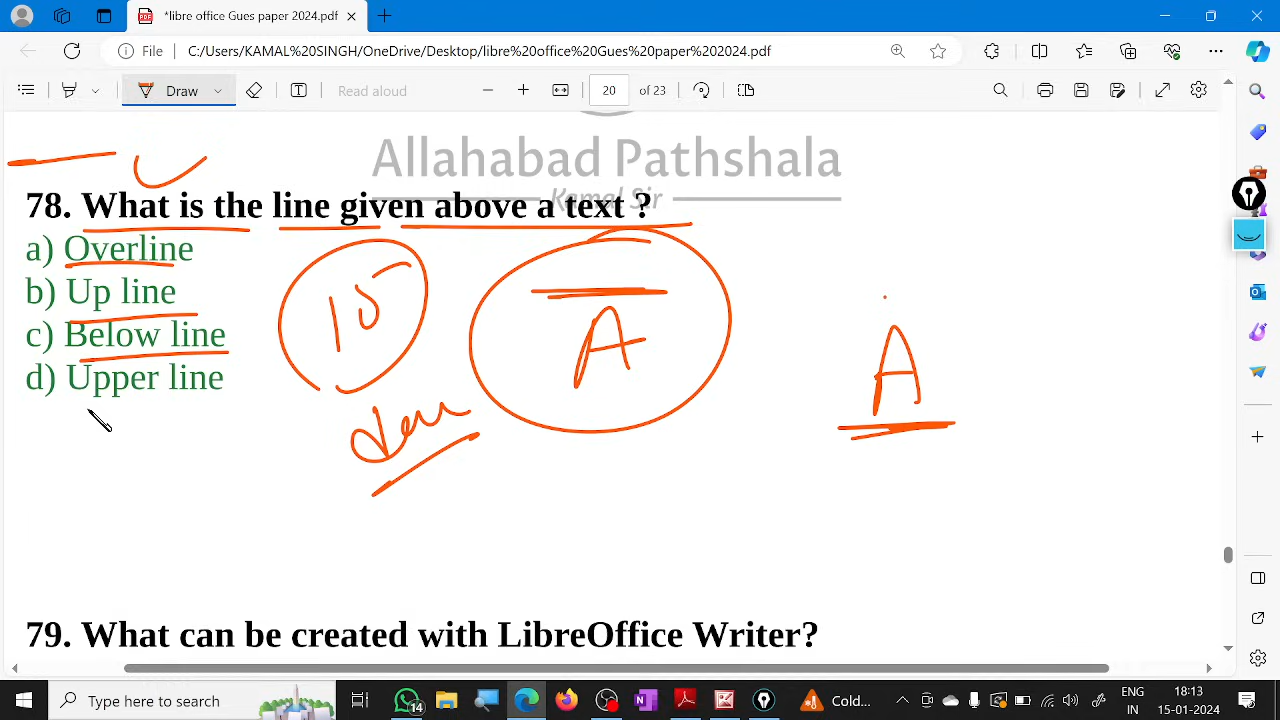 *libre office Gues paper 2024.pdf
File
C:/Users/KAMAL%20SINGH/OneDrive/Desktop/libre%20office%20Gues%20paper%202024.pdf
Draw
Read aloud
20 of 23
Allahabad Pathshala
Kamal Sir
78. What is the line given above a text ?
a) Overline
b) Up line
c) Below line
d) Upper line
A
A
79. What can be created with LibreOffice Writer?
Type here to search
14
Cold...
ENG
IN
18:13
15-01-2024